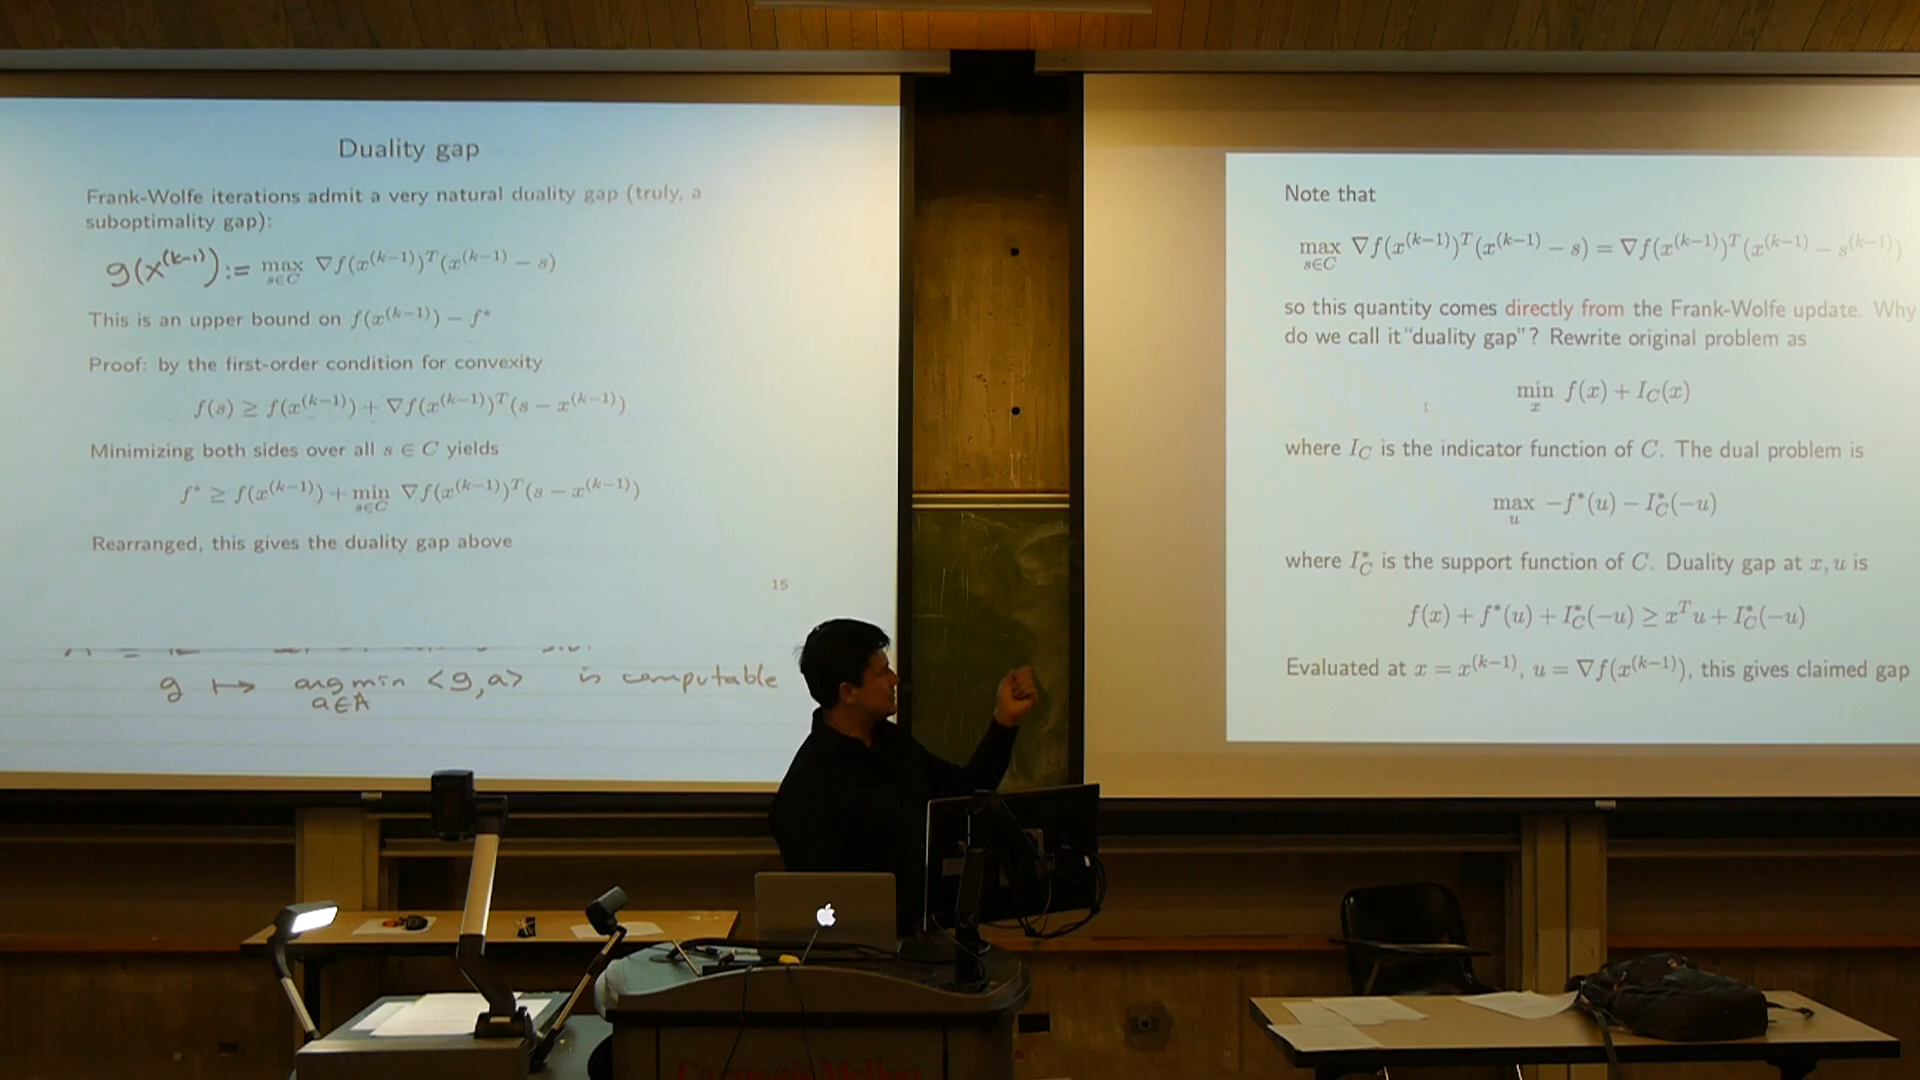 Duality gap
Frank-Wolfe iterations admit a very natural duality gap (truly, a
suboptimality gap):
g(x^(k-1)) := max_{s∈C} ∇f(x^(k−1))^T (x^(k−1) − s)
This is an upper bound on f(x^(k−1)) − f*
Proof: by the first-order condition for convexity
f(s) ≥ f(x^(k−1)) + ∇f(x^(k−1))^T (s − x^(k−1))
Minimizing both sides over all s ∈ C yields
f* ≥ f(x^(k−1)) + min_{s∈C} ∇f(x^(k−1))^T (s − x^(k−1))
Rearranged, this gives the duality gap above
15
g ↦ argmin_{a∈A} <g,a> is computable
Note that
max_{s∈C} ∇f(x^(k−1))^T (x^(k−1) − s) = ∇f(x^(k−1))^T (x^(k−1) − s^(k−1))
so this quantity comes directly from the Frank-Wolfe update. Why
do we call it "duality gap"? Rewrite original problem as
min_x f(x) + I_C(x)
where I_C is the indicator function of C. The dual problem is
max_u −f*(u) − I*_C(−u)
where I*_C is the support function of C. Duality gap at x, u is
f(x) + f*(u) + I*_C(−u) ≥ x^T u + I*_C(−u)
Evaluated at x = x^(k−1), u = ∇f(x^(k−1)), this gives claimed gap
Carnegie Mellon